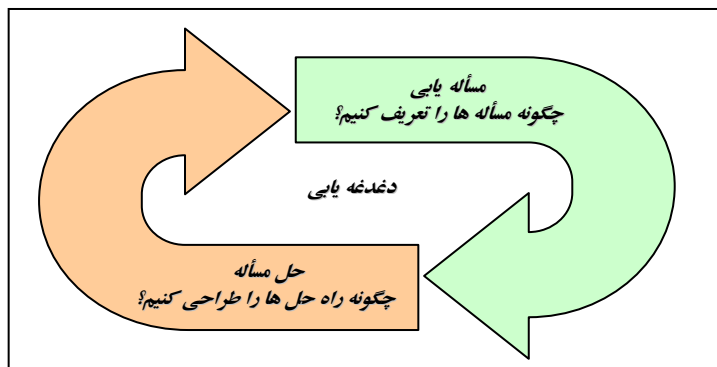 مسأله یابی
چگونه مسأله ها را تعریف کنیم؟
دغدغه یابی
حل مسأله
چگونه راه حل ها را طراحی کنیم؟